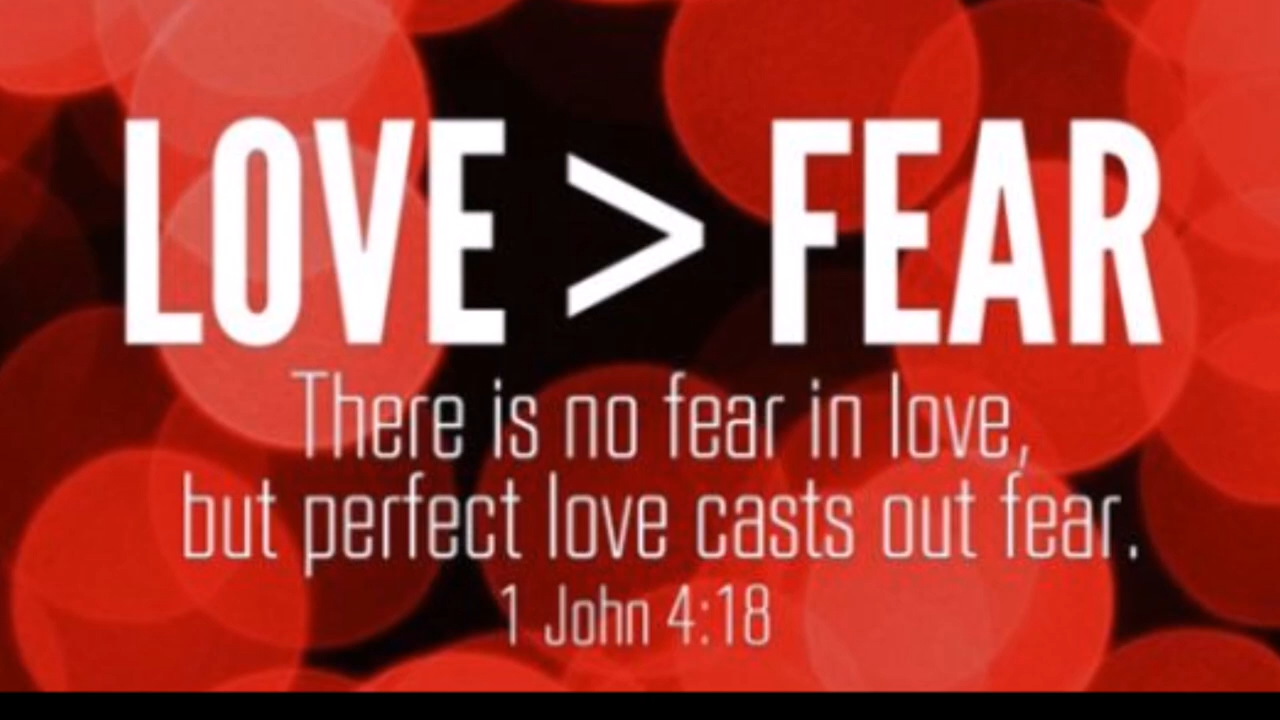 LOVE > FEAR
There is no fear in love,
but perfect love casts out fear.
1 John 4:18